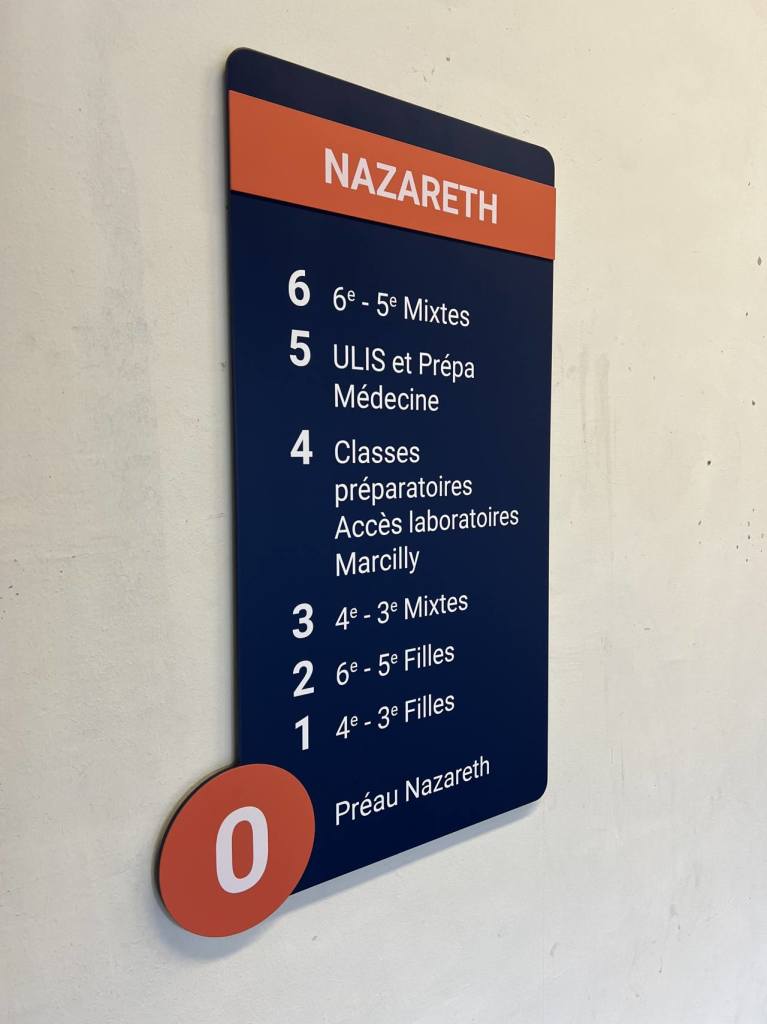 NAZARETH
6 6ᵉ - 5ᵉ Mixtes
5 ULIS et Prépa
Médecine
4 Classes
préparatoires
Accès laboratoires
Marcilly
3 4ᵉ - 3ᵉ Mixtes
2 6ᵉ - 5ᵉ Filles
1 4ᵉ - 3ᵉ Filles
0 Préau Nazareth